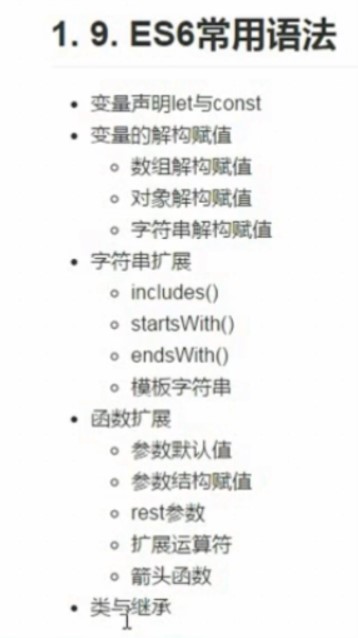 1. 9. ES6常用语法
变量声明let与const
变量的解构赋值
数组解构赋值
对象解构赋值
字符串解构赋值
字符串扩展
includes()
startsWith()
endsWith()
模板字符串
函数扩展
参数默认值
参数结构赋值
rest参数
扩展运算符
箭头函数
类与继承